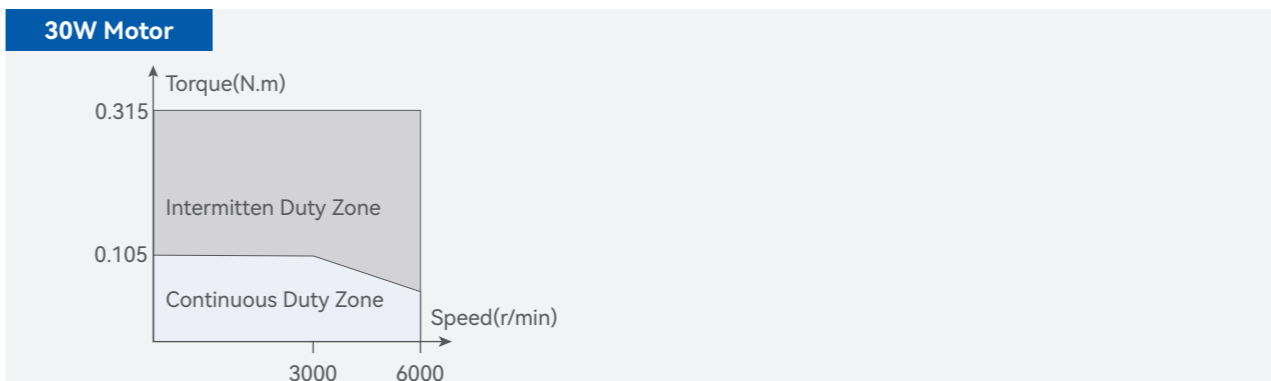 30W Motor
Torque(N.m)
0.315
Intermitten Duty Zone
0.105
Continuous Duty Zone
Speed(r/min)
3000 6000